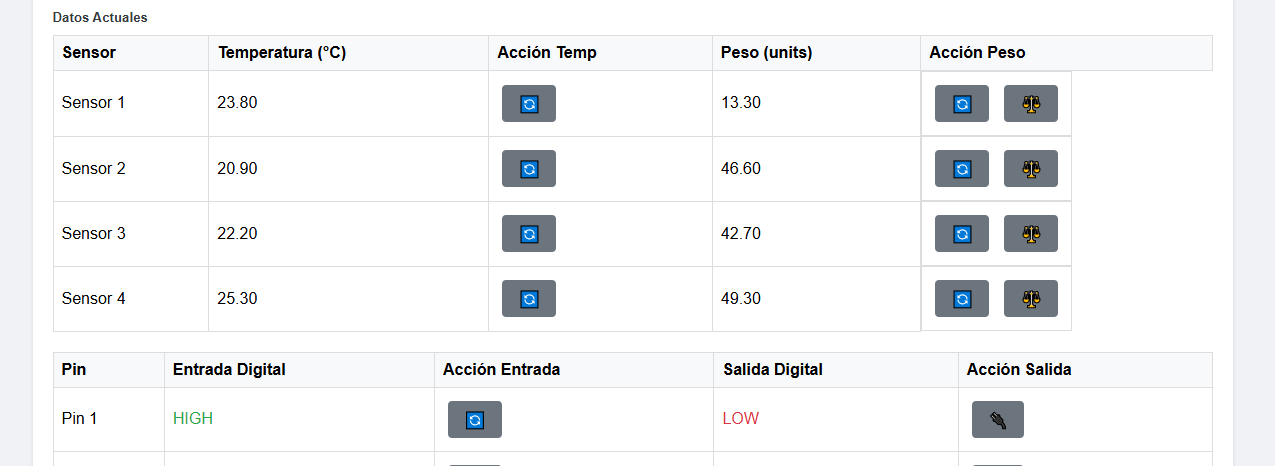 Datos Actuales
Sensor Temperatura (°C) Acción Temp Peso (units) Acción Peso
Sensor 1 23.80 13.30
Sensor 2 20.90 46.60
Sensor 3 22.20 42.70
Sensor 4 25.30 49.30
Pin Entrada Digital Acción Entrada Salida Digital Acción Salida
Pin 1 HIGH LOW